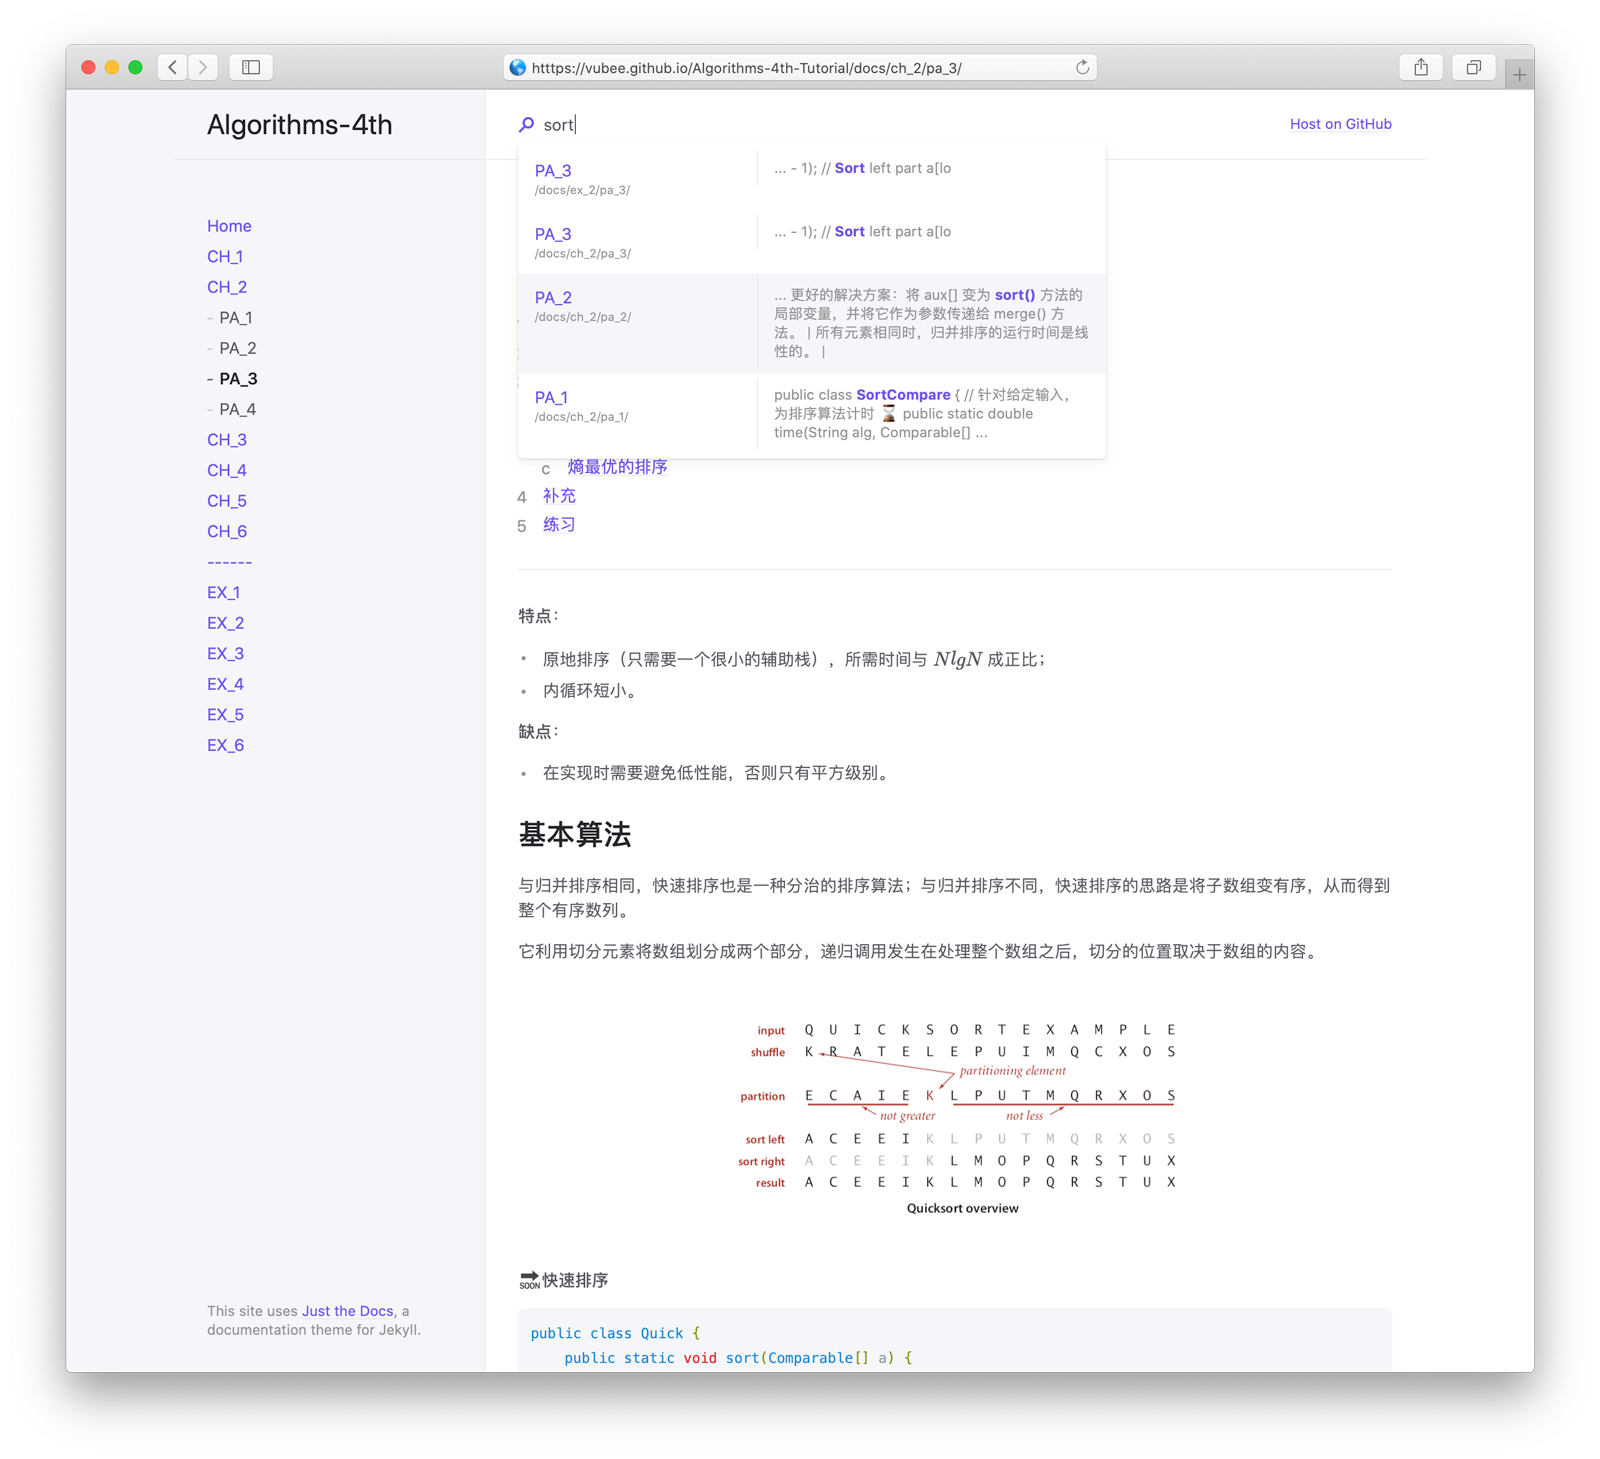 htttps://vubee.github.io/Algorithms-4th-Tutorial/docs/ch_2/pa_3/
Algorithms-4th
sort
Host on GitHub
Home
CH_1
CH_2
- PA_1
- PA_2
- PA_3
- PA_4
CH_3
CH_4
CH_5
CH_6
------
EX_1
EX_2
EX_3
EX_4
EX_5
EX_6
This site uses Just the Docs, a
documentation theme for Jekyll.
PA_3
/docs/ex_2/pa_3/
... - 1); // Sort left part a[lo
PA_3
/docs/ch_2/pa_3/
... - 1); // Sort left part a[lo
PA_2
/docs/ch_2/pa_2/
... 更好的解决方案：将 aux[] 变为 sort() 方法的
局部变量，并将它作为参数传递给 merge() 方
法。 | 所有元素相同时，归并排序的运行时间是线
性的。 |
PA_1
/docs/ch_2/pa_1/
public class SortCompare { // 针对给定输入，
为排序算法计时 ⏳ public static double
time(String alg, Comparable[] ...
c 熵最优的排序
4 补充
5 练习
特点：
• 原地排序（只需要一个很小的辅助栈），所需时间与 NlgN 成正比；
• 内循环短小。
缺点：
• 在实现时需要避免低性能，否则只有平方级别。
基本算法
与归并排序相同，快速排序也是一种分治的排序算法；与归并排序不同，快速排序的思路是将子数组变有序，从而得到
整个有序数列。
它利用切分元素将数组划分成两个部分，递归调用发生在处理整个数组之后，切分的位置取决于数组的内容。
input Q U I C K S O R T E X A M P L E
shuffle K R A T E L E P U I M Q C X O S
partitioning element
partition E C A I E K L P U T M Q R X O S
not greater not less
sort left A C E E I K L P U T M Q R X O S
sort right A C E E I K L M O P Q R S T U X
result A C E E I K L M O P Q R S T U X
Quicksort overview
🔜快速排序
public class Quick {
public static void sort(Comparable[] a) {